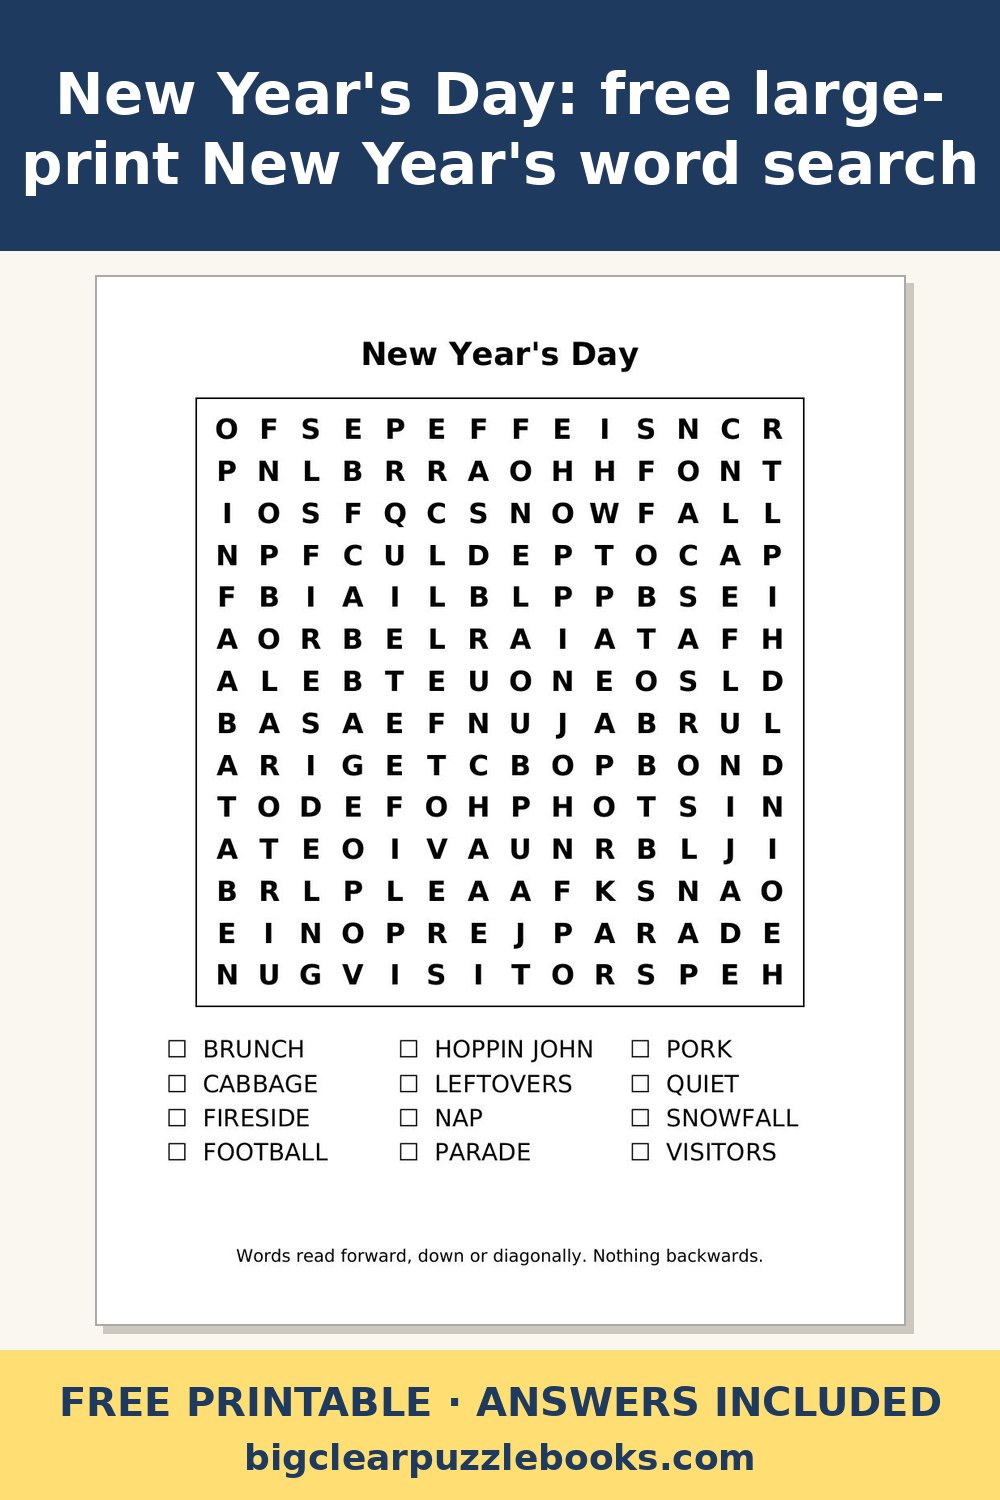 New Year's Day: free large-
print New Year's word search
New Year's Day
O F S E P E F F E I S N C R
P N L B R R A O H H F O N T
I O S F Q C S N O W F A L L
N P F C U L D E P T O C A P
F B I A I L B L P P B S E I
A O R B E L R A I A T A F H
A L E B T E U O N E O S L D
B A S A E F N U J A B R U L
A R I G E T C B O P B O N D
T O D E F O H P H O T S I N
A T E O I V A U N R B L J I
B R L P L E A A F K S N A O
E I N O P R E J P A R A D E
N U G V I S I T O R S P E H
☐ BRUNCH ☐ HOPPIN JOHN ☐ PORK
☐ CABBAGE ☐ LEFTOVERS ☐ QUIET
☐ FIRESIDE ☐ NAP ☐ SNOWFALL
☐ FOOTBALL ☐ PARADE ☐ VISITORS
Words read forward, down or diagonally. Nothing backwards.
FREE PRINTABLE · ANSWERS INCLUDED
bigclearpuzzlebooks.com